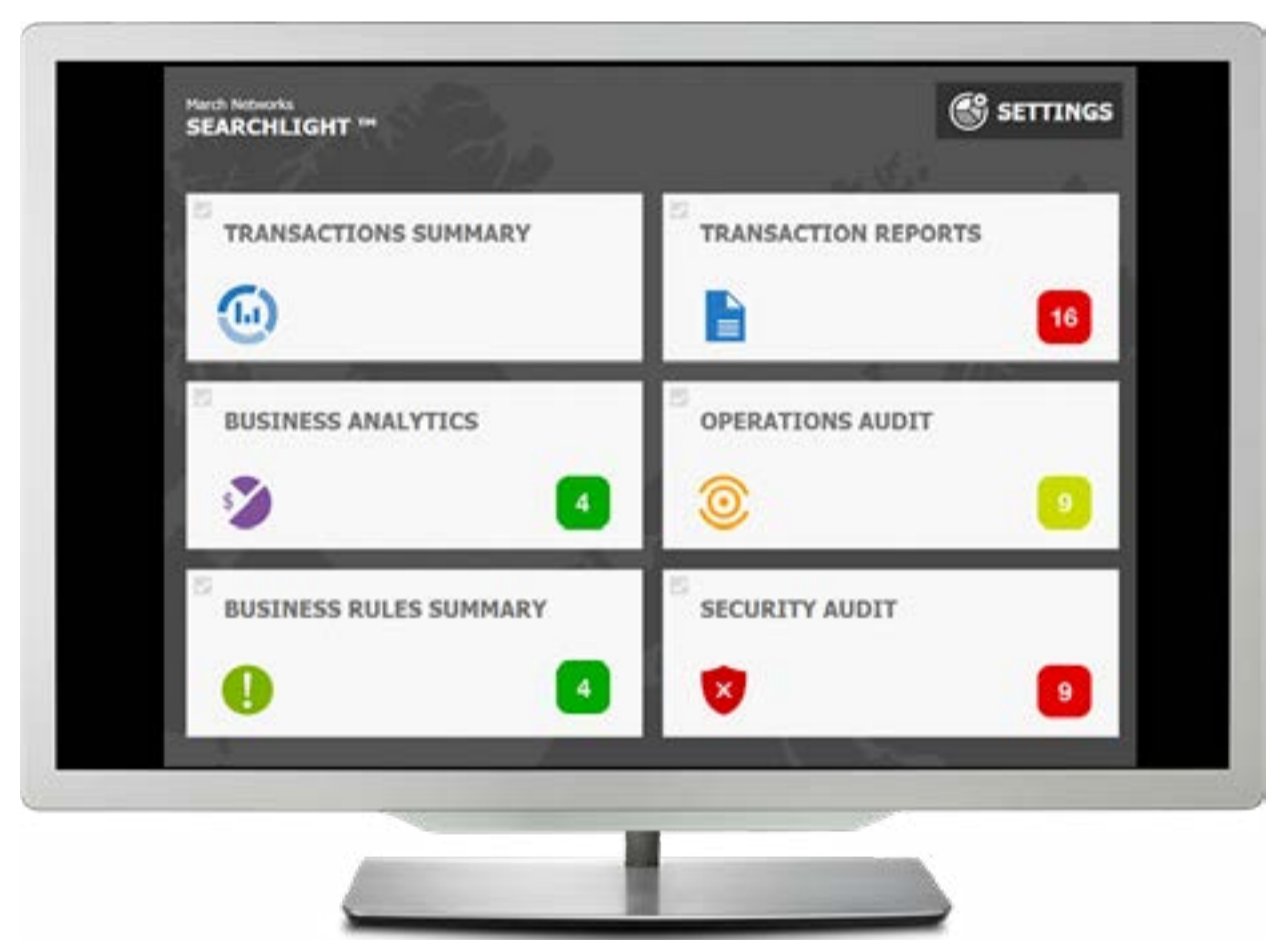 March Networks
SEARCHLIGHT ™
SETTINGS
TRANSACTIONS SUMMARY
TRANSACTION REPORTS
16
BUSINESS ANALYTICS
$
4
OPERATIONS AUDIT
9
BUSINESS RULES SUMMARY
!
4
SECURITY AUDIT
9